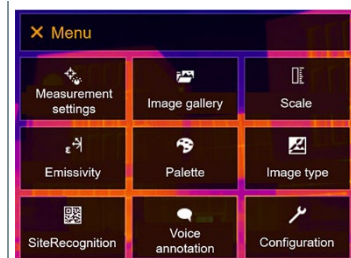 Menu
Measurement
settings
Image gallery
Scale
Emissivity
Palette
Image type
SiteRecognition
Voice
annotation
Configuration